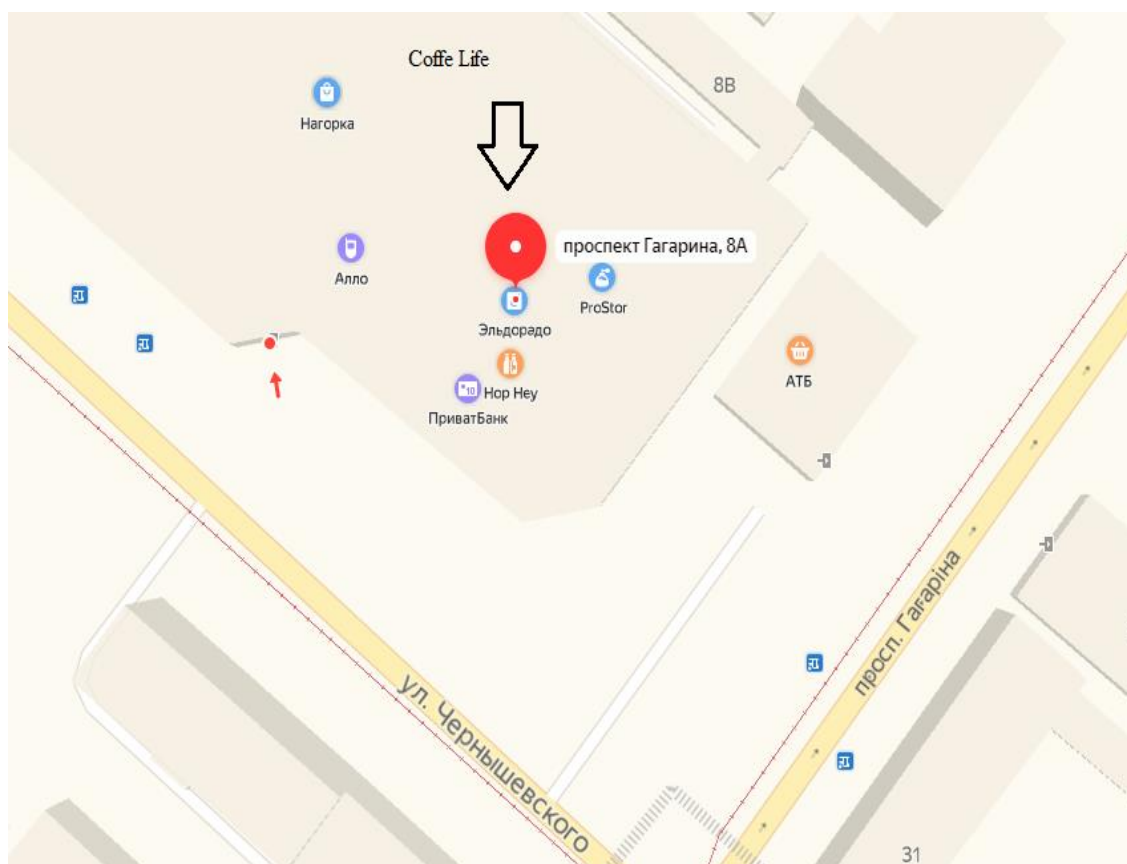 Coffe Life
8В
Нагорка
проспект Гагарина, 8А
Алло
ProStor
Эльдорадо
АТБ
10
Hop Hey
ПриватБанк
просп. Гагаріна
ул. Чернышевского
31